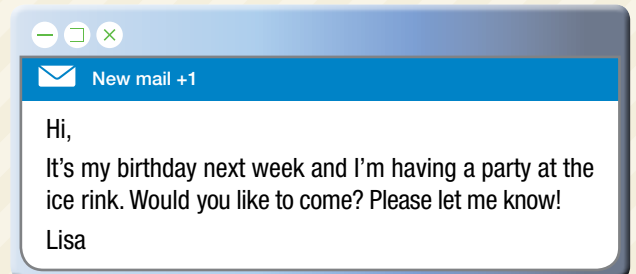 New mail +1
Hi,
It's my birthday next week and I'm having a party at the
ice rink. Would you like to come? Please let me know!
Lisa